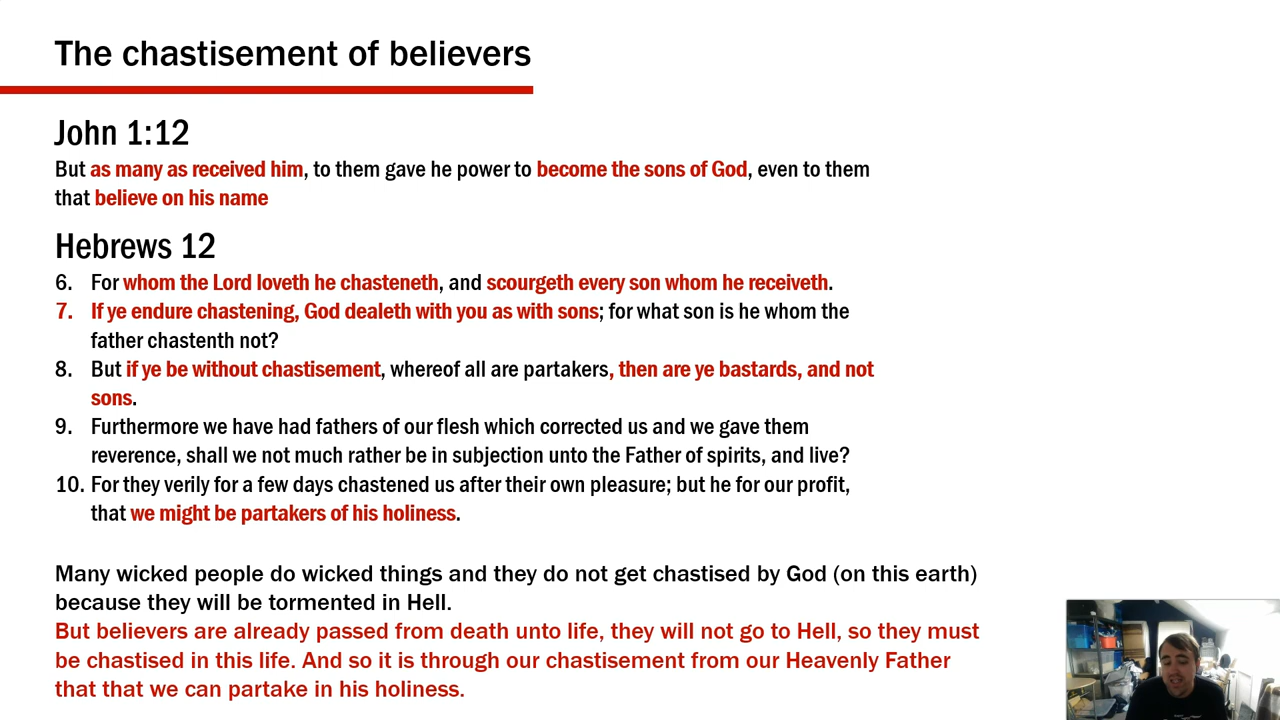 The chastisement of believers
John 1:12
But as many as received him, to them gave he power to become the sons of God, even to them
that believe on his name
Hebrews 12
6. For whom the Lord loveth he chasteneth, and scourgeth every son whom he receiveth.
7. If ye endure chastening, God dealeth with you as with sons; for what son is he whom the
father chastenth not?
8. But if ye be without chastisement, whereof all are partakers, then are ye bastards, and not
sons.
9. Furthermore we have had fathers of our flesh which corrected us and we gave them
reverence, shall we not much rather be in subjection unto the Father of spirits, and live?
10. For they verily for a few days chastened us after their own pleasure; but he for our profit,
that we might be partakers of his holiness.
Many wicked people do wicked things and they do not get chastised by God (on this earth)
because they will be tormented in Hell.
But believers are already passed from death unto life, they will not go to Hell, so they must
be chastised in this life. And so it is through our chastisement from our Heavenly Father
that that we can partake in his holiness.